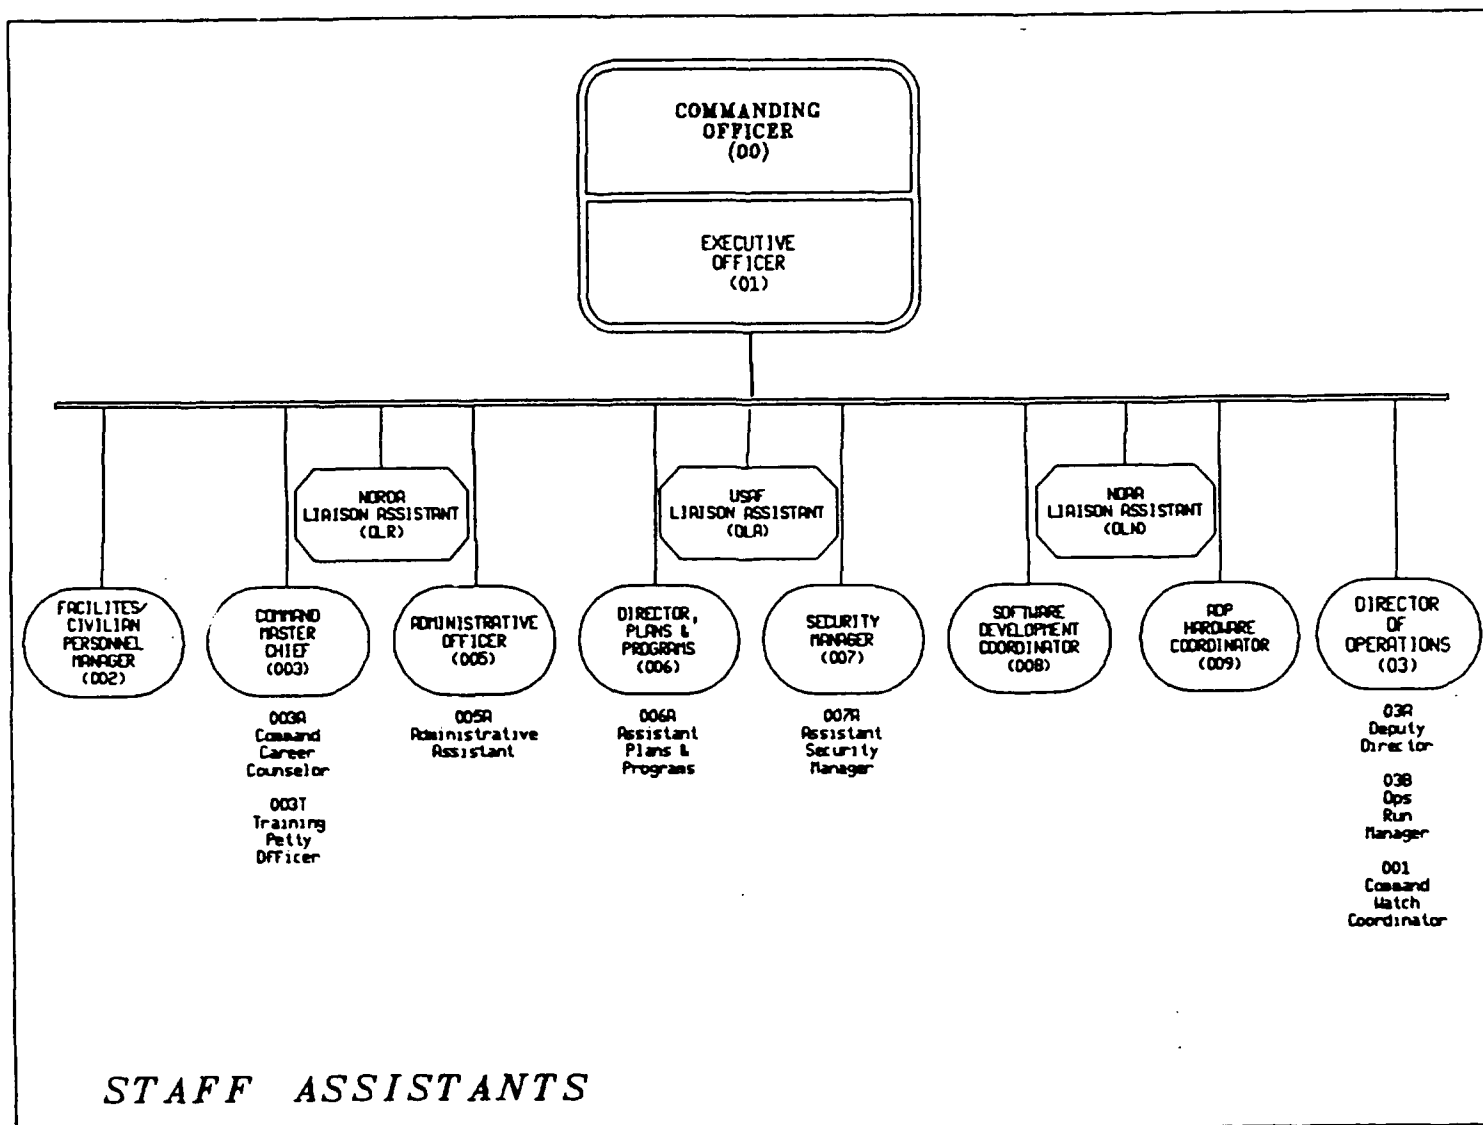 COMMANDING
OFFICER
(00)
EXECUTIVE
OFFICER
(01)
NORDA
LIAISON ASSISTANT
(OLR)
USAF
LIAISON ASSISTANT
(OLA)
NOAA
LIAISON ASSISTANT
(OLN)
FACILITES/
CIVILIAN
PERSONNEL
MANAGER
(002)
COMMAND
MASTER
CHIEF
(003)
ADMINISTRATIVE
OFFICER
(005)
DIRECTOR,
PLANS &
PROGRAMS
(006)
SECURITY
MANAGER
(007)
SOFTWARE
DEVELOPMENT
COORDINATOR
(008)
ADP
HARDWARE
COORDINATOR
(009)
DIRECTOR
OF
OPERATIONS
(03)
003A
Command
Career
Counselor
003T
Training
Petty
Officer
005A
Administrative
Assistant
006A
Assistant
Plans &
Programs
007A
Assistant
Security
Manager
03A
Deputy
Director
03B
Ops
Run
Manager
001
Command
Watch
Coordinator
STAFF ASSISTANTS